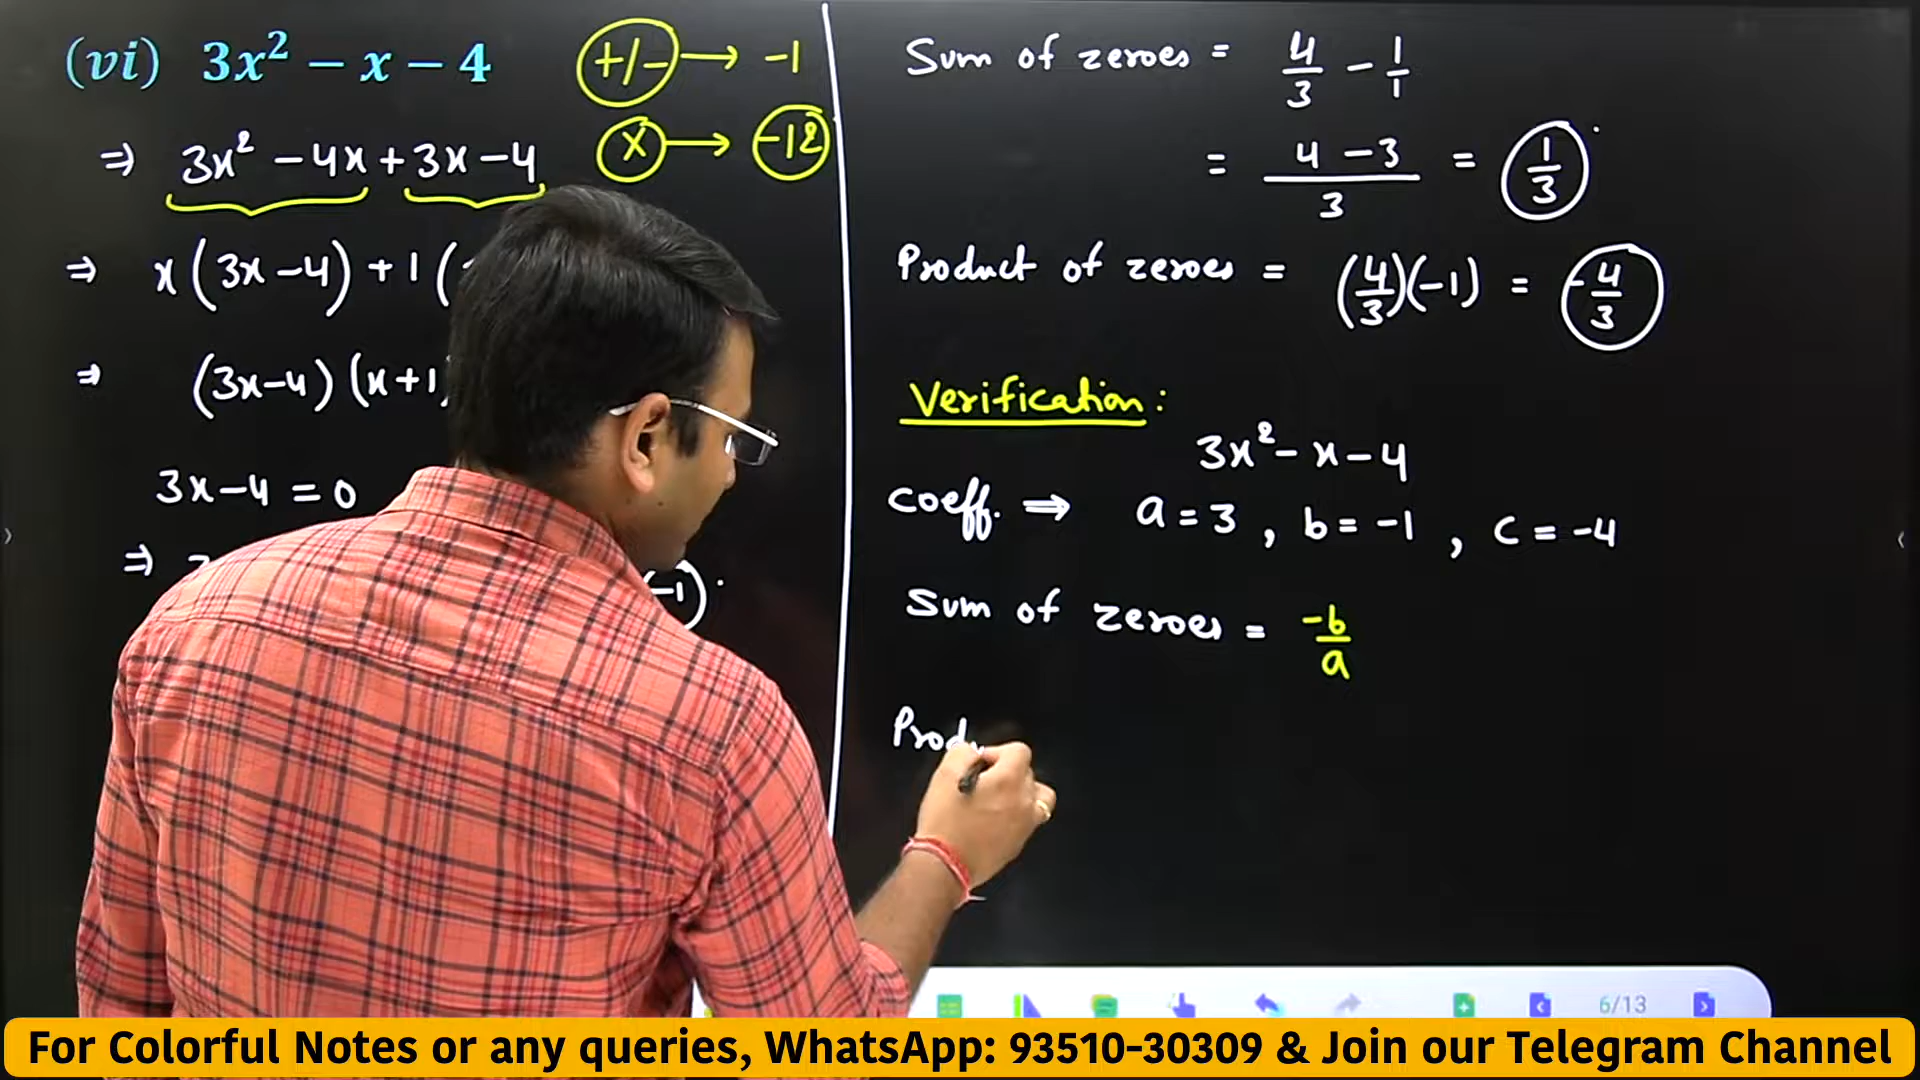 (vi) 3x² − x − 4
+/− → -1
x → -12
⇒ 3x² − 4x + 3x − 4
⇒ x(3x − 4) + 1(
⇒ (3x − 4)(x + 1
3x − 4 = 0
⇒
-1
Sum of zeroes = 4/3 − 1/1
= (4 − 3)/3 = 1/3
Product of zeroes = (4/3)(−1) = -4/3
Verification:
3x² − x − 4
Coeff. ⇒ a = 3, b = −1, c = −4
Sum of zeroes = -b/a
Prod
6/13
For Colorful Notes or any queries, WhatsApp: 93510-30309 & Join our Telegram Channel